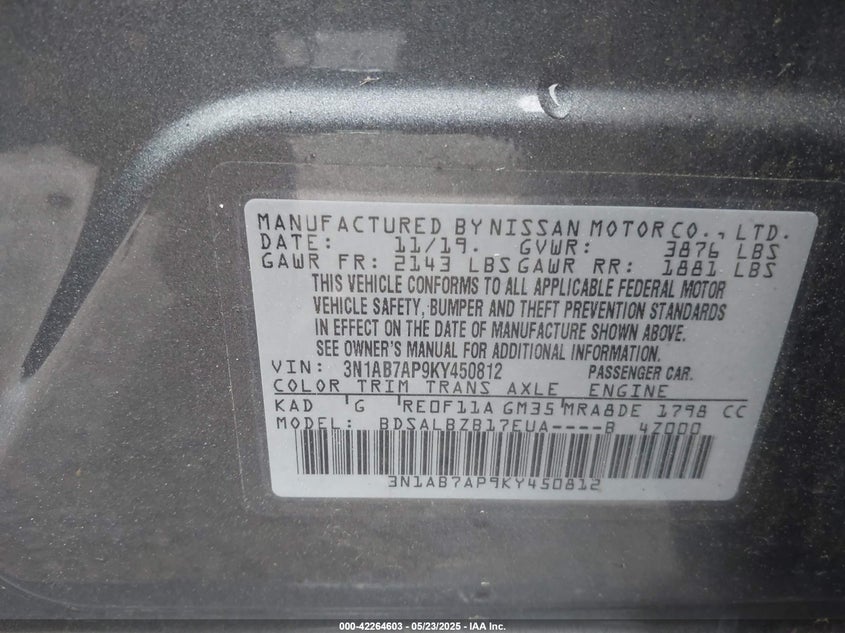 MANUFACTURED BY NISSAN MOTOR CO., LTD.
DATE: 11/19. GVWR: 3876 LBS
GAWR FR: 2143 LBS GAWR RR: 1881 LBS
THIS VEHICLE CONFORMS TO ALL APPLICABLE FEDERAL MOTOR
VEHICLE SAFETY, BUMPER AND THEFT PREVENTION STANDARDS
IN EFFECT ON THE DATE OF MANUFACTURE SHOWN ABOVE.
SEE OWNER'S MANUAL FOR ADDITIONAL INFORMATION.
VIN: 3N1AB7AP9KY450812 PASSENGER CAR.
COLOR TRIM TRANS AXLE ENGINE
KAD G RE0F11A GM35 MRA8DE 1798 CC
MODEL: BDSALBZB17EUA----B 4Z000
3N1AB7AP9KY450812
000-42264603 — 05/23/2025 — IAA Inc.